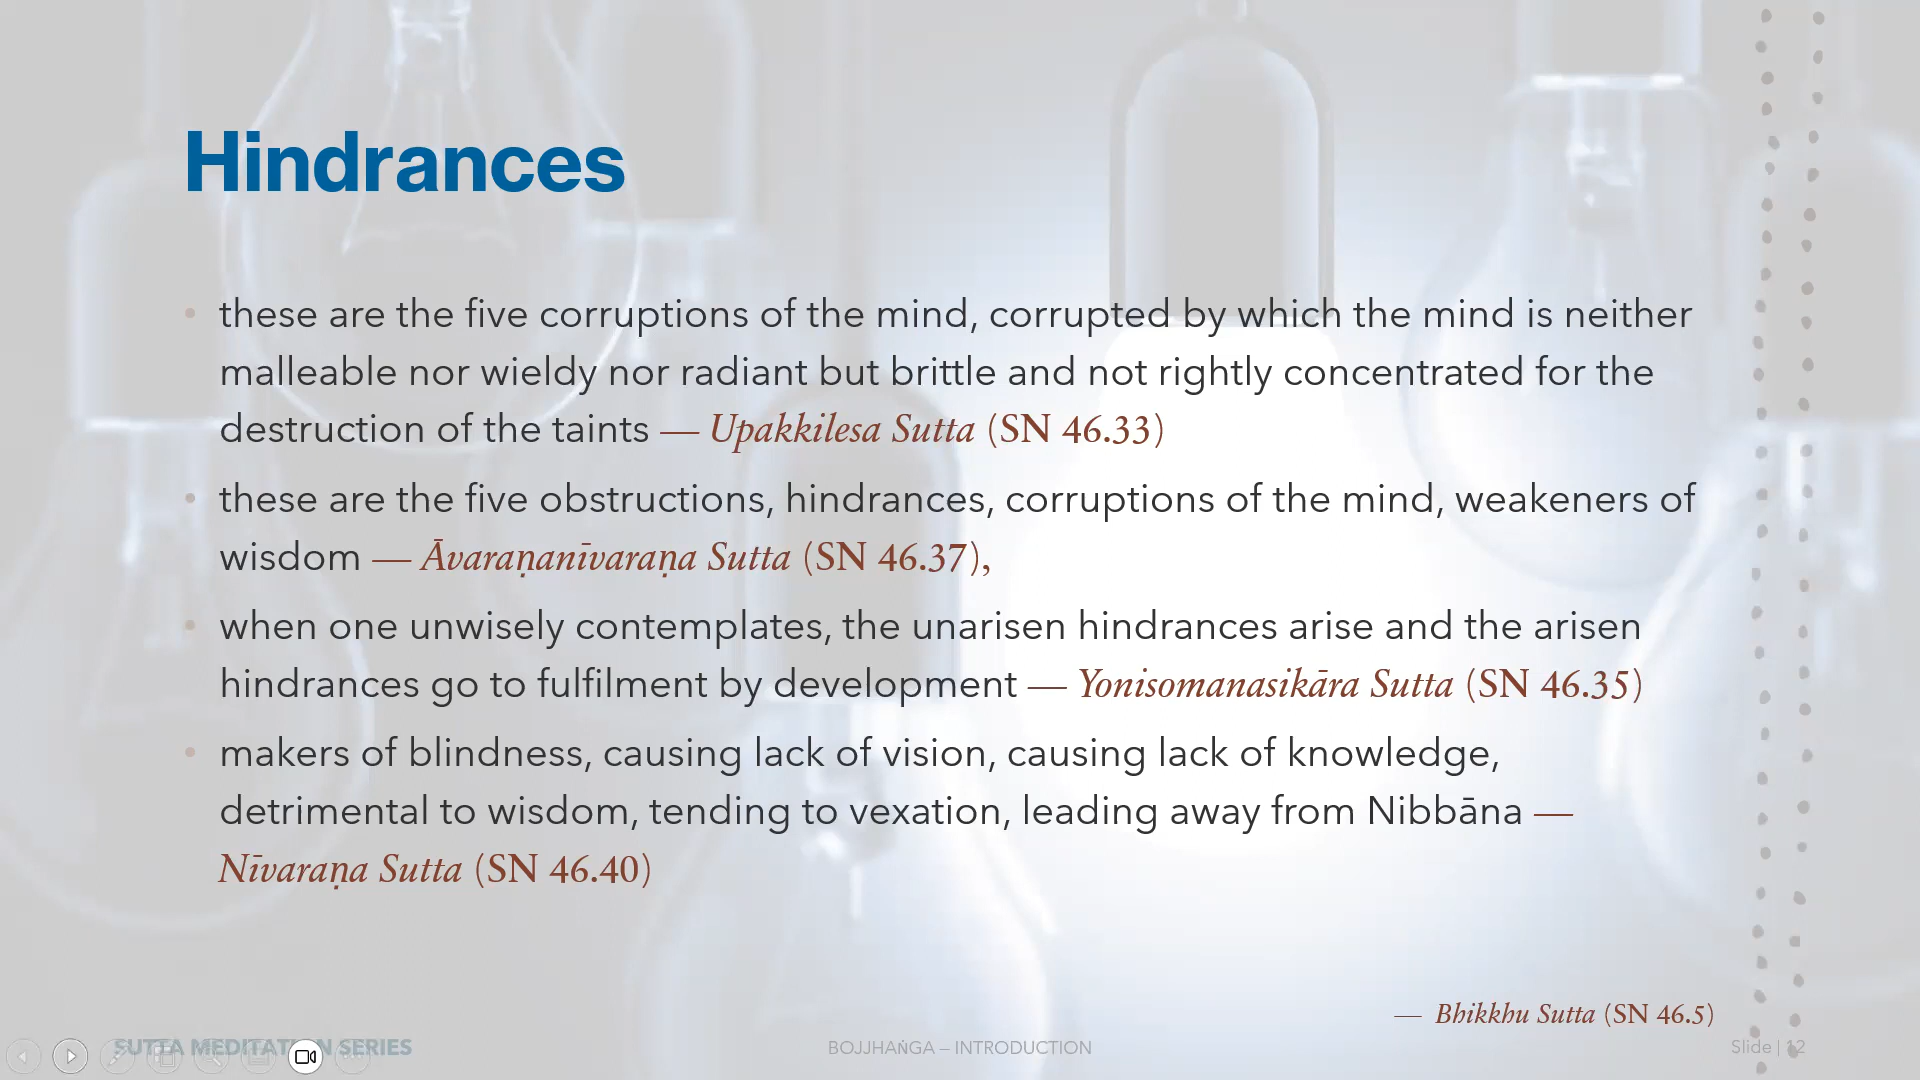 Hindrances
• these are the five corruptions of the mind, corrupted by which the mind is neither
malleable nor wieldy nor radiant but brittle and not rightly concentrated for the
destruction of the taints — Upakkilesa Sutta (SN 46.33)
• these are the five obstructions, hindrances, corruptions of the mind, weakeners of
wisdom — Āvaraṇanīvaraṇa Sutta (SN 46.37),
• when one unwisely contemplates, the unarisen hindrances arise and the arisen
hindrances go to fulfilment by development — Yonisomanasikāra Sutta (SN 46.35)
• makers of blindness, causing lack of vision, causing lack of knowledge,
detrimental to wisdom, tending to vexation, leading away from Nibbāna —
Nīvaraṇa Sutta (SN 46.40)
— Bhikkhu Sutta (SN 46.5)
SUTTA MEDITATION SERIES
BOJJHAṄGA – INTRODUCTION
Slide | 12